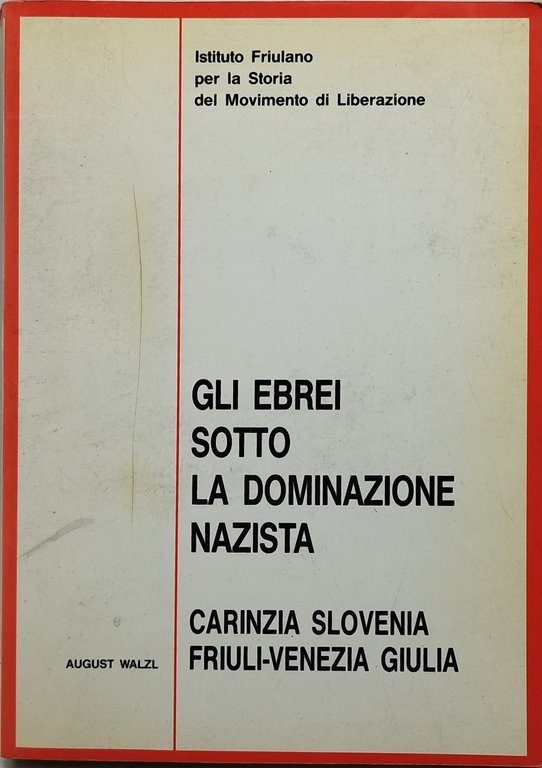 Istituto Friulano
per la Storia
del Movimento di Liberazione
GLI EBREI
SOTTO
LA DOMINAZIONE
NAZISTA
CARINZIA SLOVENIA
FRIULI-VENEZIA GIULIA
AUGUST WALZL